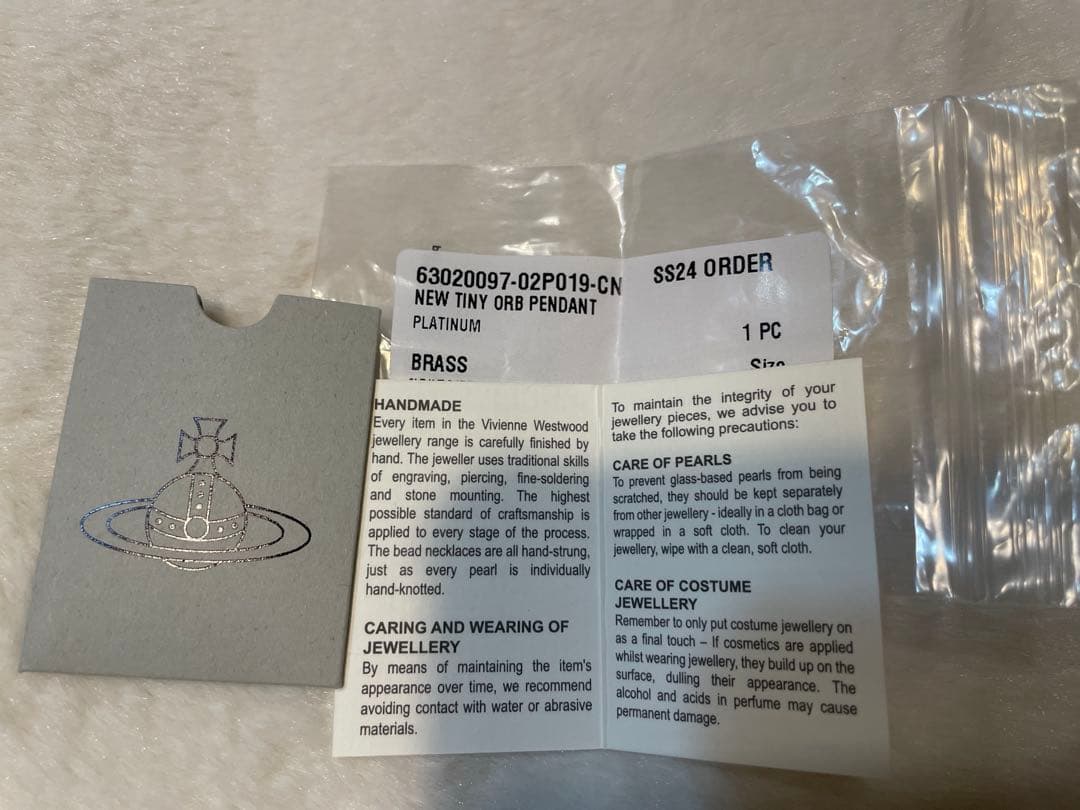 63020097-02P019-CN
SS24 ORDER
NEW TINY ORB PENDANT
PLATINUM
1 PC
BRASS
Size
HANDMADE
Every item in the Vivienne Westwood
jewellery range is carefully finished by
hand. The jeweller uses traditional skills
of engraving, piercing, fine-soldering
and stone mounting. The highest
possible standard of craftsmanship is
applied to every stage of the process.
The bead necklaces are all hand-strung,
just as every pearl is individually
hand-knotted.
CARING AND WEARING OF
JEWELLERY
By means of maintaining the item's
appearance over time, we recommend
avoiding contact with water or abrasive
materials.
To maintain the integrity of your
jewellery pieces, we advise you to
take the following precautions:
CARE OF PEARLS
To prevent glass-based pearls from being
scratched, they should be kept separately
from other jewellery - ideally in a cloth bag or
wrapped in a soft cloth. To clean your
jewellery, wipe with a clean, soft cloth.
CARE OF COSTUME
JEWELLERY
Remember to only put costume jewellery on
as a final touch – If cosmetics are applied
whilst wearing jewellery, they build up on the
surface, dulling their appearance. The
alcohol and acids in perfume may cause
permanent damage.